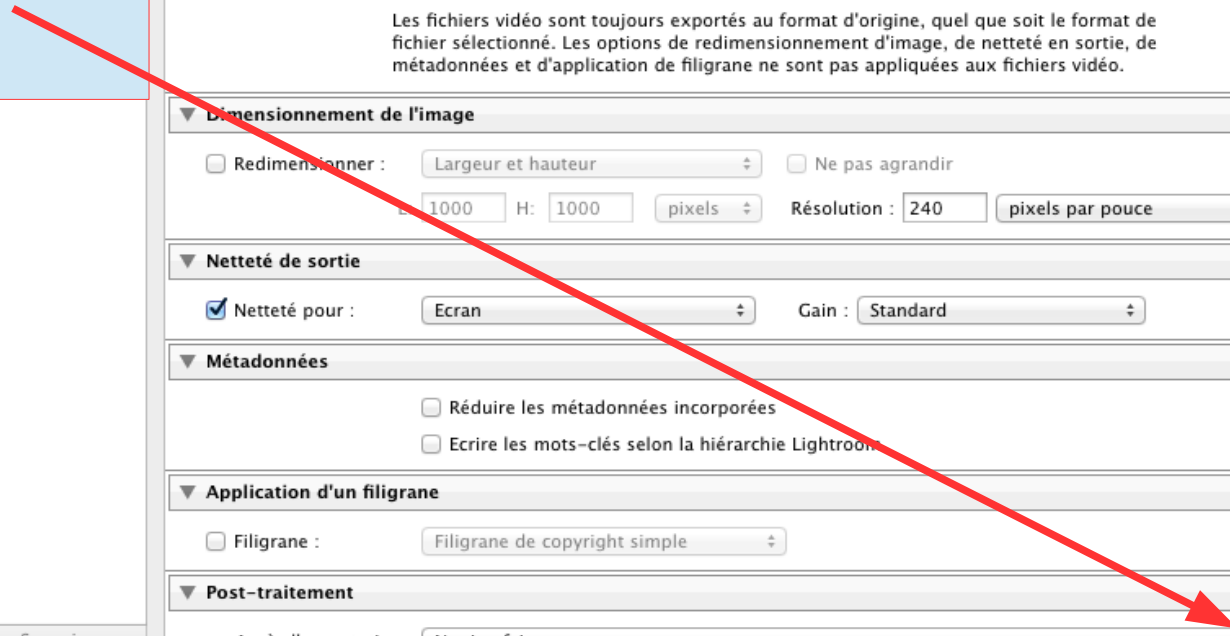 Les fichiers vidéo sont toujours exportés au format d'origine, quel que soit le format de
fichier sélectionné. Les options de redimensionnement d'image, de netteté en sortie, de
métadonnées et d'application de filigrane ne sont pas appliquées aux fichiers vidéo.
Dimensionnement de l'image
Redimensionner : Largeur et hauteur Ne pas agrandir
L: 1000 H: 1000 pixels Résolution : 240 pixels par pouce
Netteté de sortie
Netteté pour : Ecran Gain : Standard
Métadonnées
Réduire les métadonnées incorporées
Ecrire les mots-clés selon la hiérarchie Lightroom
Application d'un filigrane
Filigrane : Filigrane de copyright simple
Post-traitement